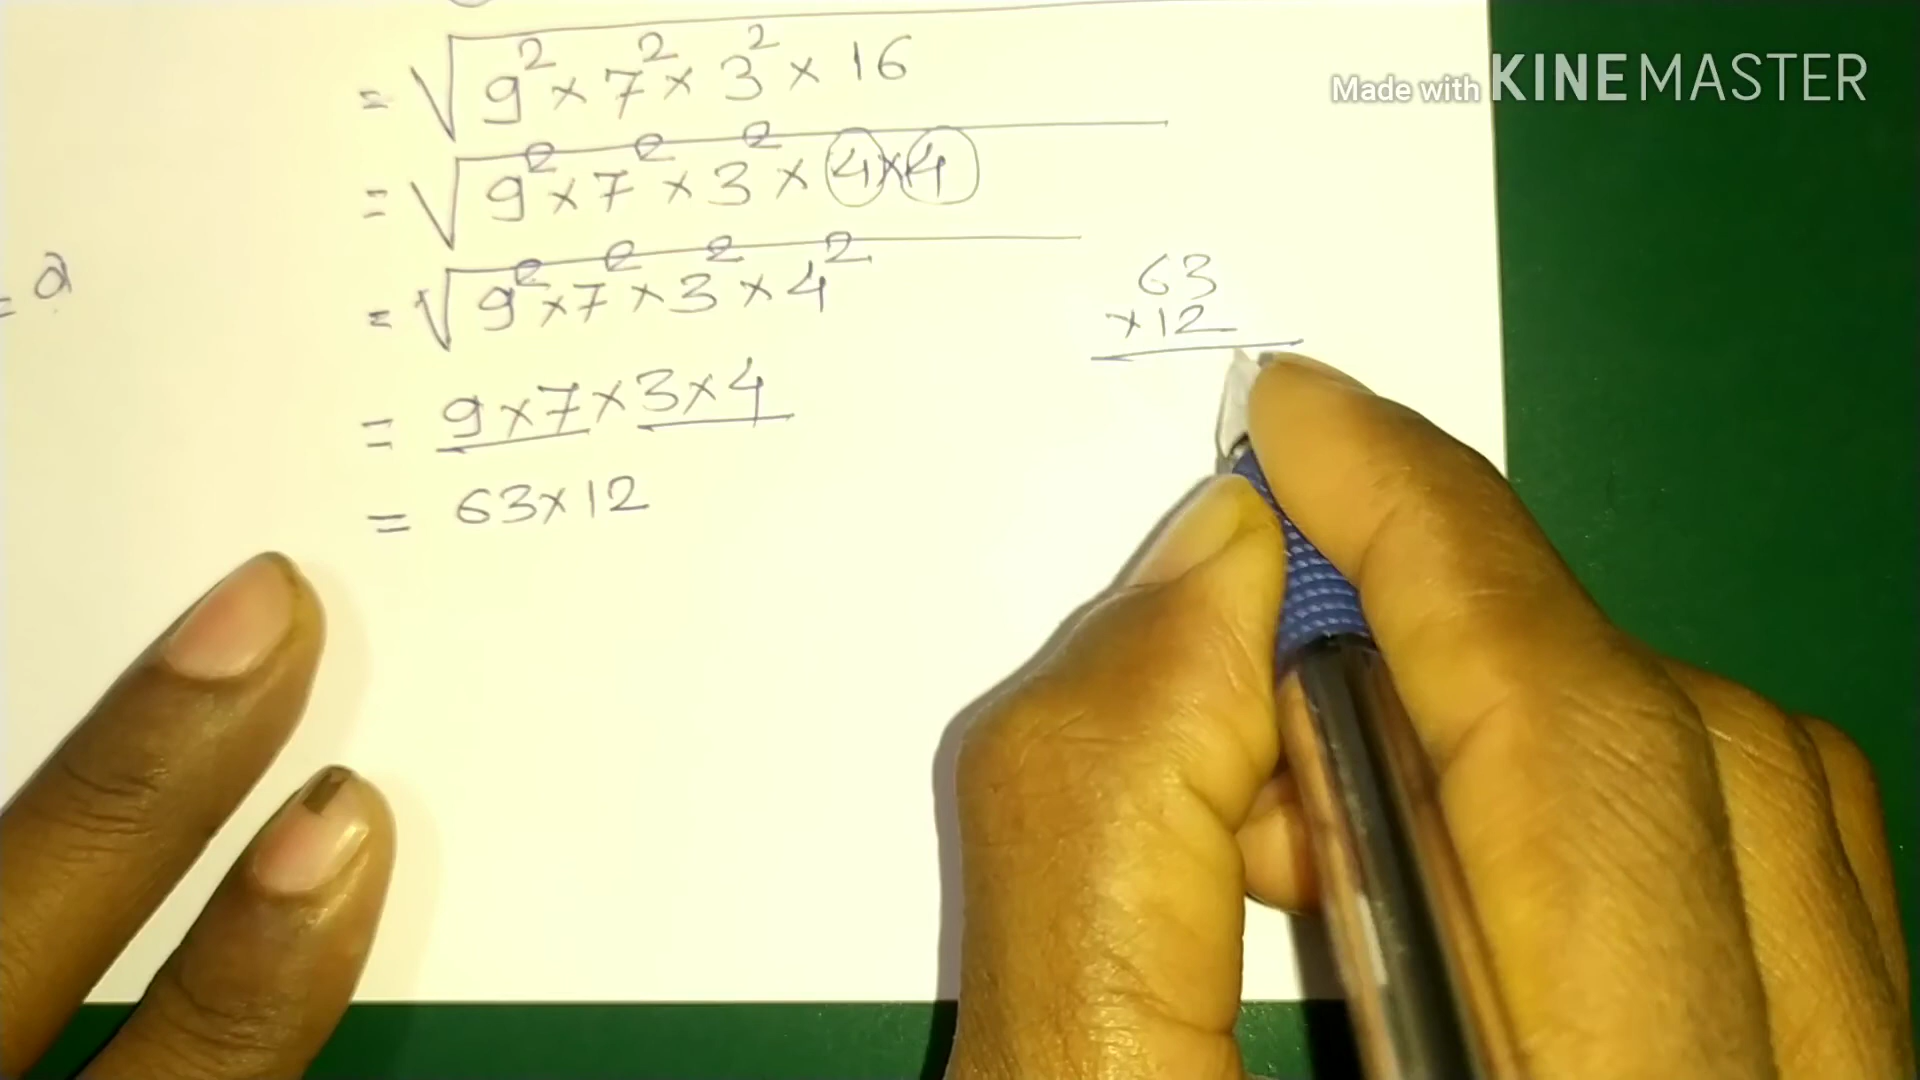 = √9² × 7² × 3² × 16
= √9² × 7² × 3² × 4 × 4
= √9² × 7² × 3² × 4²
= 9 × 7 × 3 × 4
= 63 × 12
= a
63
× 12
Made with KINEMASTER